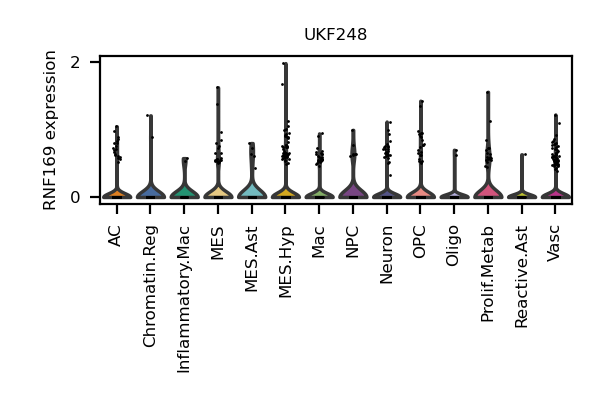 UKF248
RNF169 expression
2
0
AC
Chromatin.Reg
Inflammatory.Mac
MES
MES.Ast
MES.Hyp
Mac
NPC
Neuron
OPC
Oligo
Prolif.Metab
Reactive.Ast
Vasc